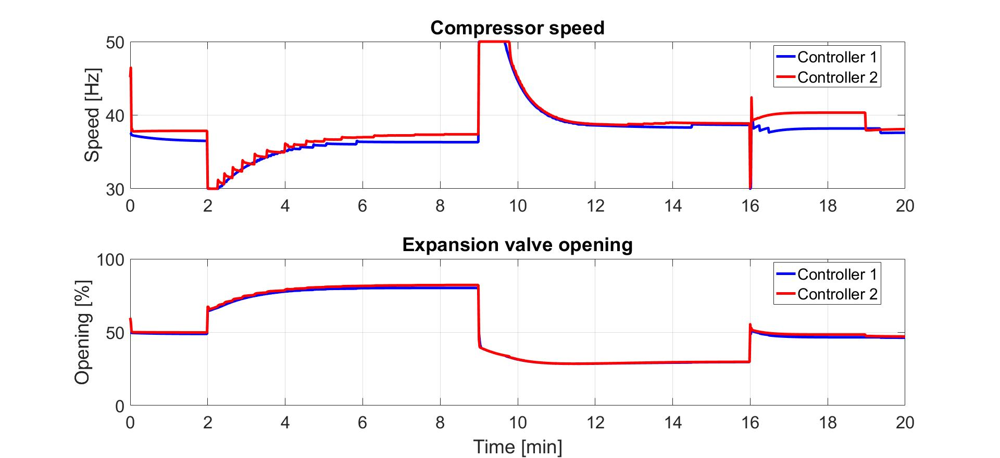 Compressor speed
Speed [Hz]
50
40
30
Controller 1
Controller 2
0 2 4 6 8 10 12 14 16 18 20
Expansion valve opening
Opening [%]
100
50
0
Controller 1
Controller 2
0 2 4 6 8 10 12 14 16 18 20
Time [min]